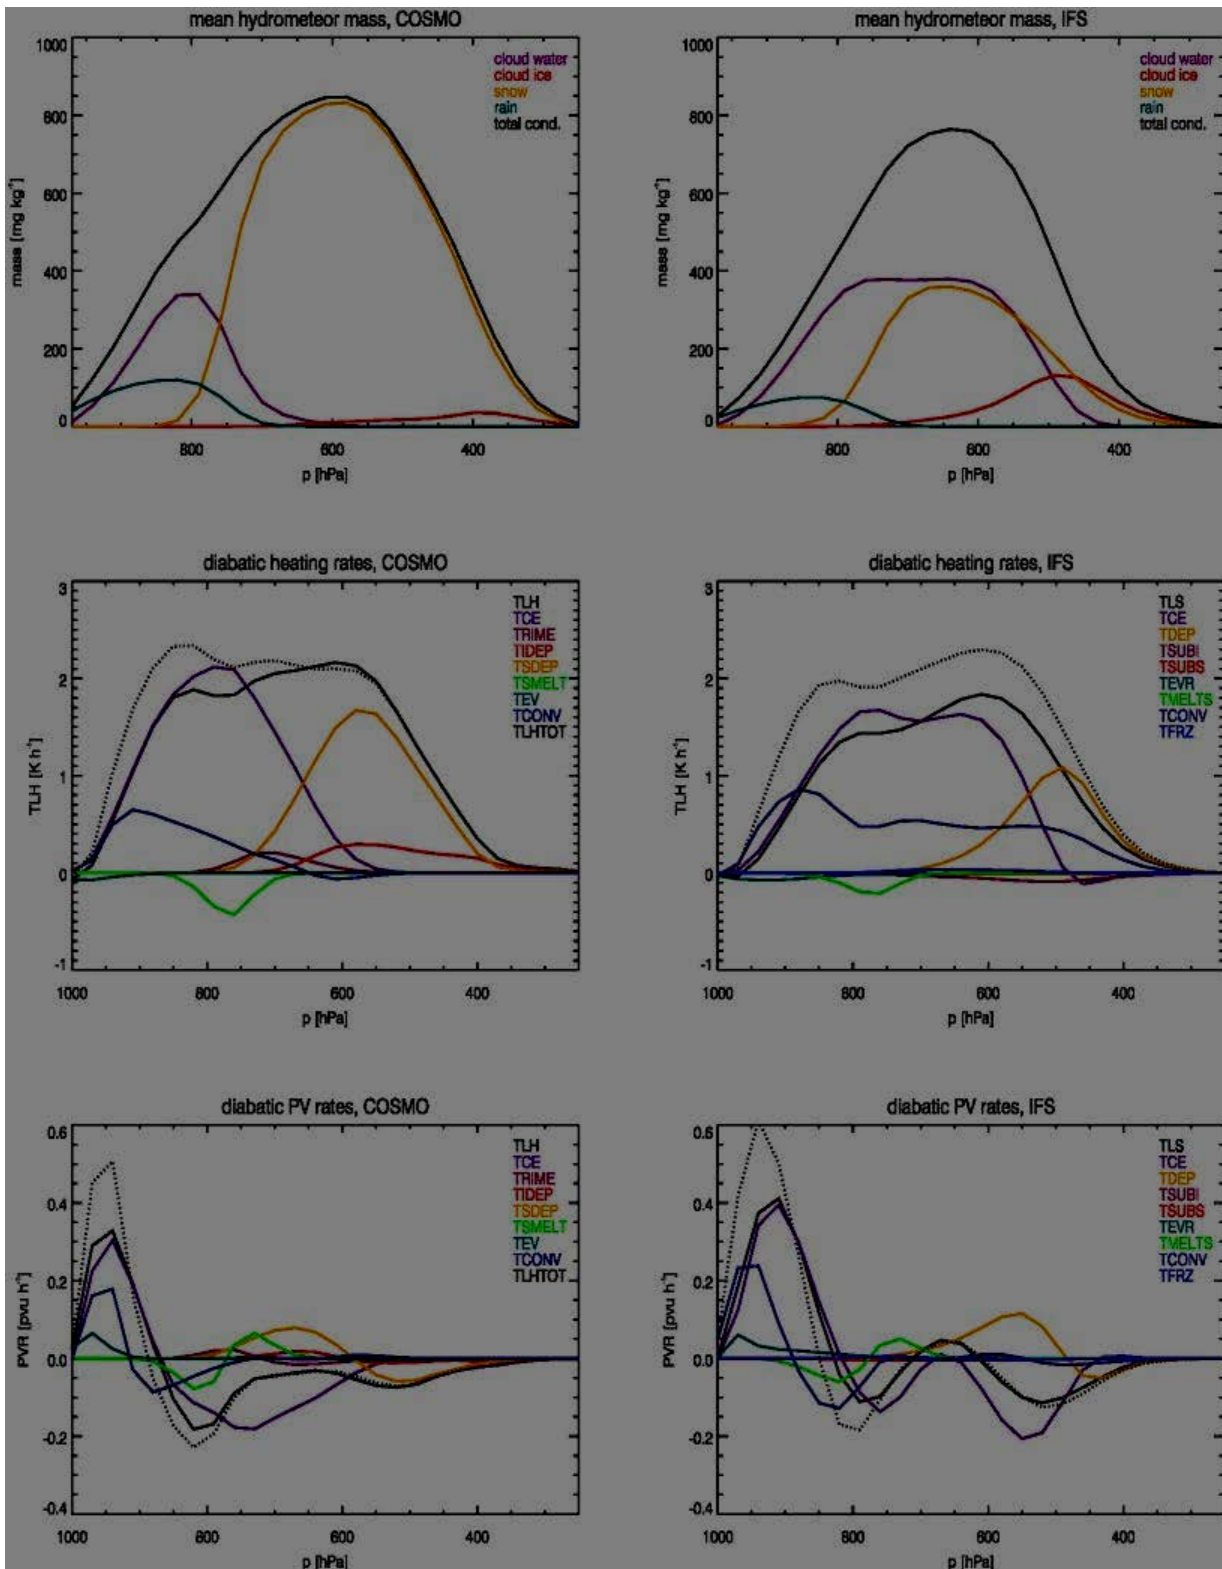 mean hydrometeor mass, COSMO
1000
800
600
400
200
0
mass [mg kg⁻¹]
cloud water
cloud ice
snow
rain
total cond.
800
600
400
p [hPa]
mean hydrometeor mass, IFS
1000
800
600
400
200
0
mass [mg kg⁻¹]
cloud water
cloud ice
snow
rain
total cond.
800
600
400
p [hPa]
diabatic heating rates, COSMO
3
2
1
0
-1
TLH [K h⁻¹]
TLH
TCE
TRIME
TIDEP
TSDEP
TSMELT
TEV
TCONV
TLHTOT
1000
800
600
400
p [hPa]
diabatic heating rates, IFS
3
2
1
0
-1
TLH [K h⁻¹]
TLS
TCE
TDEP
TSUBI
TSUBS
TEVR
TMELTS
TCONV
TFRZ
1000
800
600
400
p [hPa]
diabatic PV rates, COSMO
0.6
0.4
0.2
0.0
-0.2
-0.4
PVR [pvu h⁻¹]
TLH
TCE
TRIME
TIDEP
TSDEP
TSMELT
TEV
TCONV
TLHTOT
1000
800
600
400
p [hPa]
diabatic PV rates, IFS
0.6
0.4
0.2
0.0
-0.2
-0.4
PVR [pvu h⁻¹]
TLS
TCE
TDEP
TSUBI
TSUBS
TEVR
TMELTS
TCONV
TFRZ
1000
800
600
400
p [hPa]